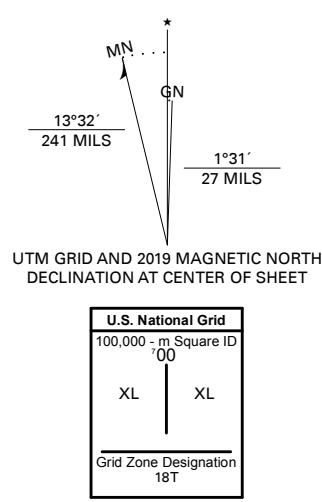 ★
MN
GN
13°32´
241 MILS
1°31´
27 MILS
UTM GRID AND 2019 MAGNETIC NORTH
DECLINATION AT CENTER OF SHEET
U.S. National Grid
100,000 - m Square ID
⁷00
XL XL
Grid Zone Designation
18T